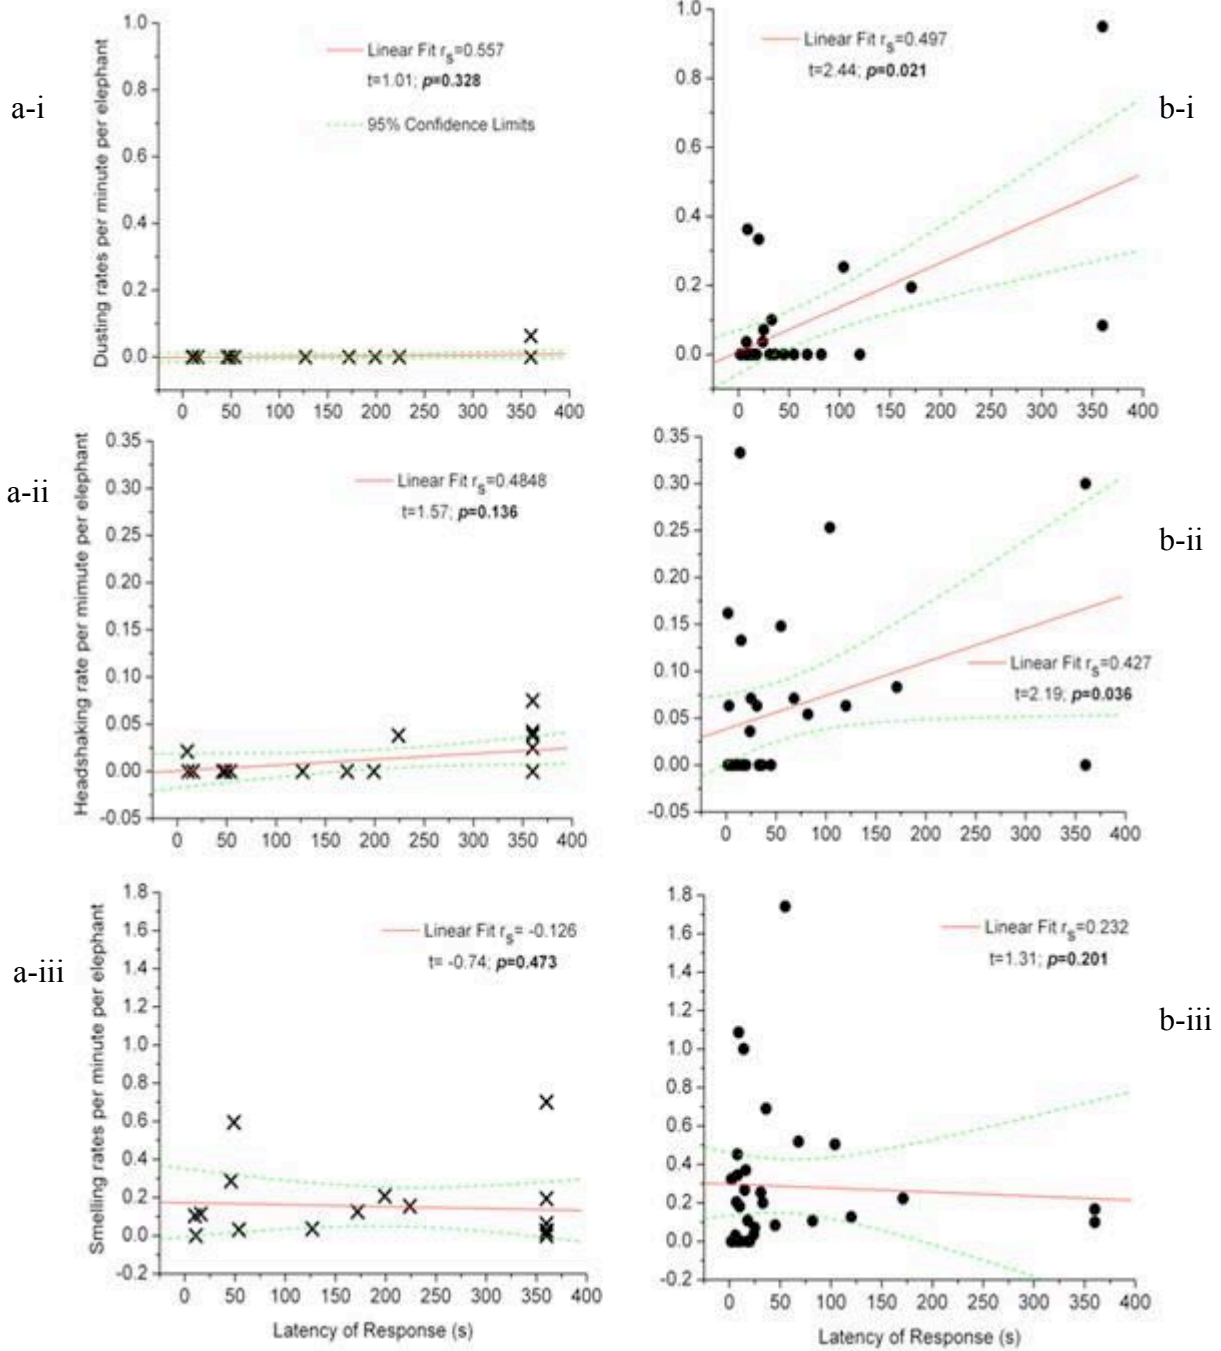 a-i
Dusting rates per minute per elephant
1.0
0.8
0.6
0.4
0.2
0.0
Linear Fit rs=0.557
t=1.01; p=0.328
95% Confidence Limits
0 50 100 150 200 250 300 350 400
b-i
1.0
0.8
0.6
0.4
0.2
0.0
Linear Fit rs=0.497
t=2.44; p=0.021
0 50 100 150 200 250 300 350 400
a-ii
Headshaking rate per mimute per elephant
0.35
0.30
0.25
0.20
0.15
0.10
0.05
0.00
-0.05
Linear Fit rs=0.4848
t=1.57; p=0.136
0 50 100 150 200 250 300 350 400
b-ii
0.35
0.30
0.25
0.20
0.15
0.10
0.05
0.00
-0.05
Linear Fit rs=0.427
t=2.19; p=0.036
0 50 100 150 200 250 300 350 400
a-iii
Smelling rates per minute per elephant
1.8
1.6
1.4
1.2
1.0
0.8
0.6
0.4
0.2
0.0
-0.2
Linear Fit rs= -0.126
t= -0.74; p=0.473
0 50 100 150 200 250 300 350 400
Latency of Response (s)
b-iii
1.8
1.6
1.4
1.2
1.0
0.8
0.6
0.4
0.2
0.0
-0.2
Linear Fit rs=0.232
t=1.31; p=0.201
0 50 100 150 200 250 300 350 400
Latency of Response (s)